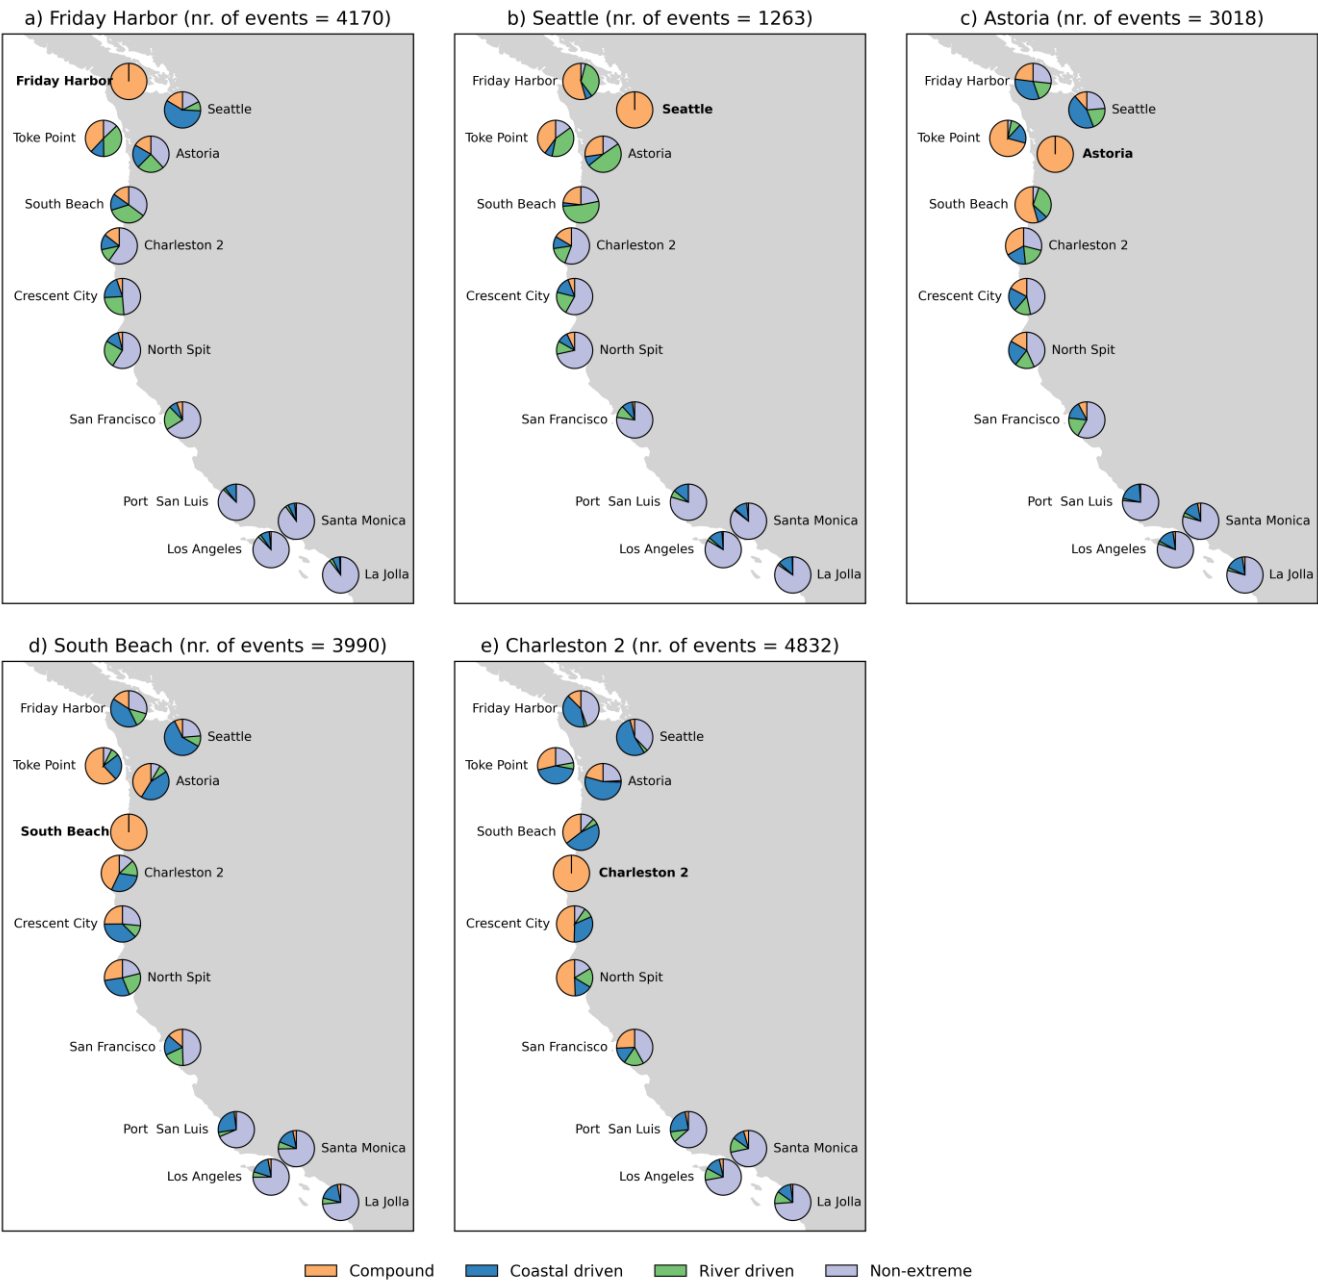 a) Friday Harbor (nr. of events = 4170)
Friday Harbor
Seattle
Toke Point
Astoria
South Beach
Charleston 2
Crescent City
North Spit
San Francisco
Port San Luis
Santa Monica
Los Angeles
La Jolla
b) Seattle (nr. of events = 1263)
Friday Harbor
Seattle
Toke Point
Astoria
South Beach
Charleston 2
Crescent City
North Spit
San Francisco
Port San Luis
Santa Monica
Los Angeles
La Jolla
c) Astoria (nr. of events = 3018)
Friday Harbor
Seattle
Toke Point
Astoria
South Beach
Charleston 2
Crescent City
North Spit
San Francisco
Port San Luis
Santa Monica
Los Angeles
La Jolla
d) South Beach (nr. of events = 3990)
Friday Harbor
Seattle
Toke Point
Astoria
South Beach
Charleston 2
Crescent City
North Spit
San Francisco
Port San Luis
Santa Monica
Los Angeles
La Jolla
e) Charleston 2 (nr. of events = 4832)
Friday Harbor
Seattle
Toke Point
Astoria
South Beach
Charleston 2
Crescent City
North Spit
San Francisco
Port San Luis
Santa Monica
Los Angeles
La Jolla
Compound Coastal driven River driven Non-extreme